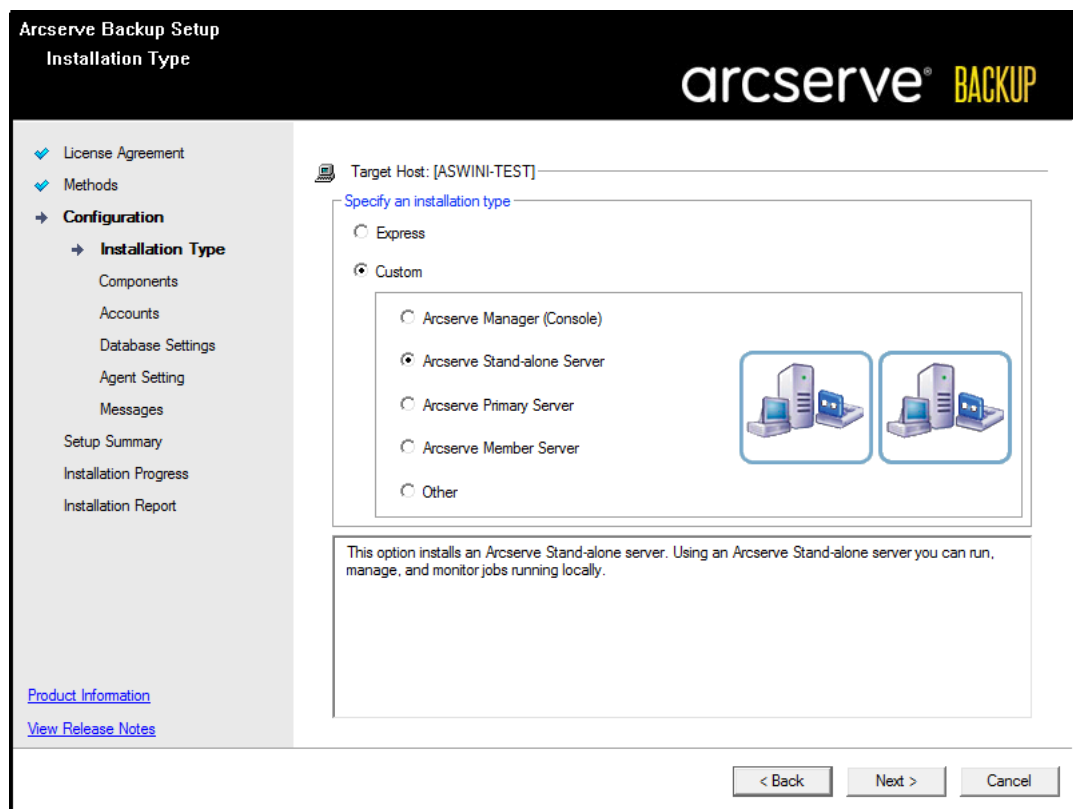 Arcserve Backup Setup
Installation Type
arcserve® BACKUP
License Agreement
Methods
Configuration
Installation Type
Components
Accounts
Database Settings
Agent Setting
Messages
Setup Summary
Installation Progress
Installation Report
Product Information
View Release Notes
Target Host: [ASWINI-TEST]
Specify an installation type
Express
Custom
Arcserve Manager (Console)
Arcserve Stand-alone Server
Arcserve Primary Server
Arcserve Member Server
Other
This option installs an Arcserve Stand-alone server. Using an Arcserve Stand-alone server you can run,
manage, and monitor jobs running locally.
< Back
Next >
Cancel